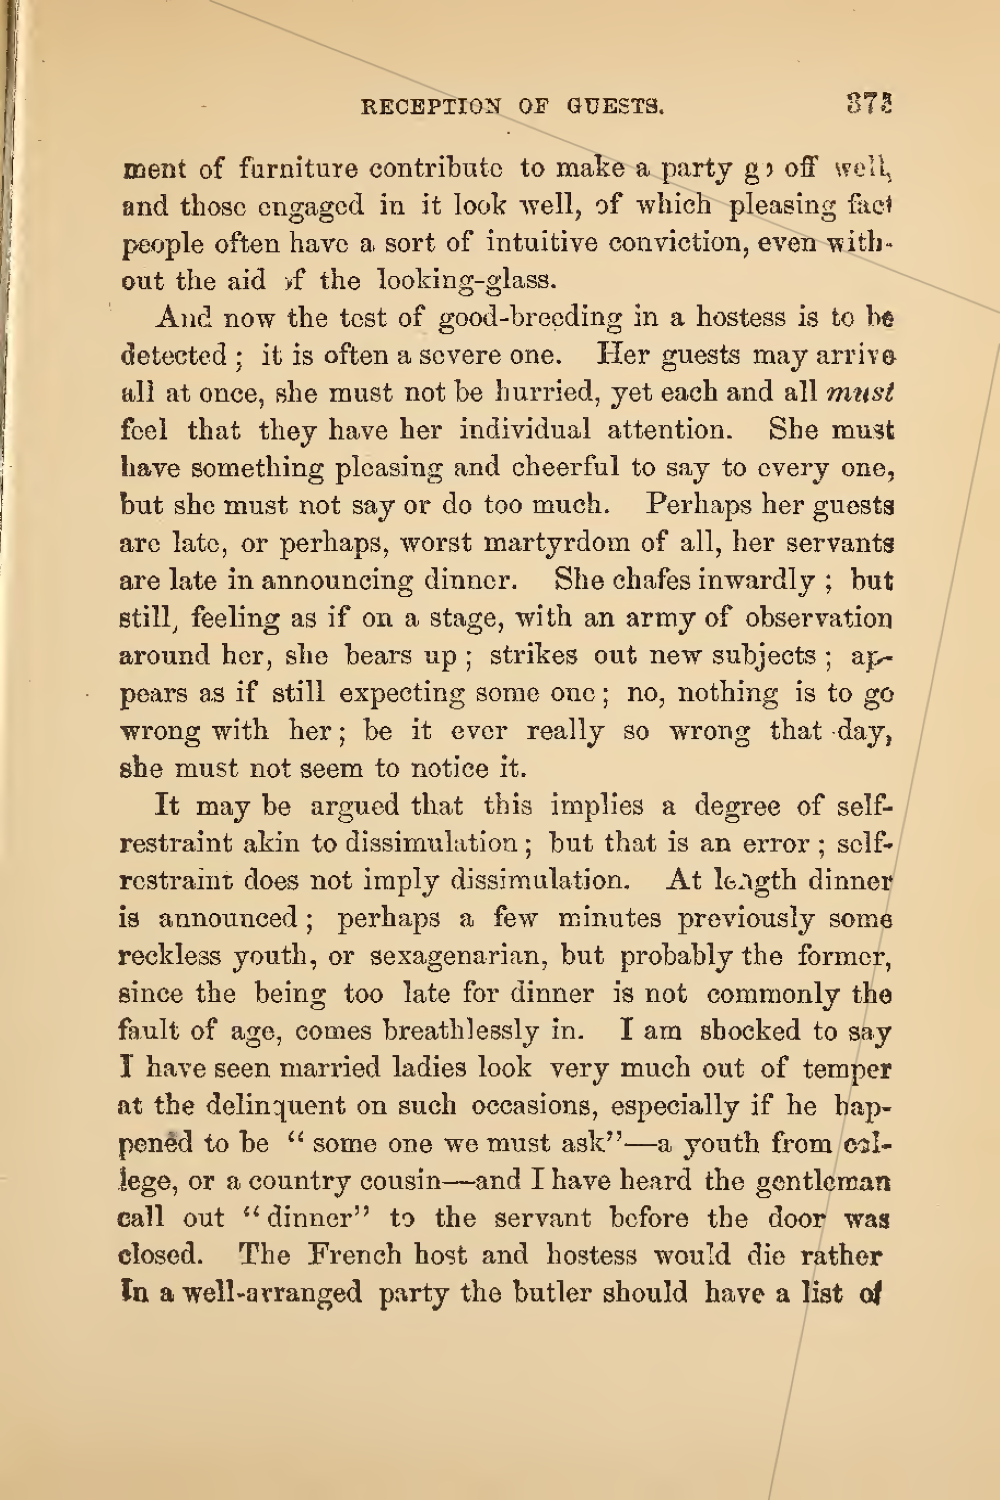 RECEPTION OF GUESTS. 373
ment of furniture contribute to make a party go off well,
and those engaged in it look well, of which pleasing fact
people often have a sort of intuitive conviction, even with-
out the aid of the looking-glass.
And now the test of good-breeding in a hostess is to be
detected; it is often a severe one. Her guests may arrive
all at once, she must not be hurried, yet each and all must
feel that they have her individual attention. She must
have something pleasing and cheerful to say to every one,
but she must not say or do too much. Perhaps her guests
are late, or perhaps, worst martyrdom of all, her servants
are late in announcing dinner. She chafes inwardly; but
still, feeling as if on a stage, with an army of observation
around her, she bears up; strikes out new subjects; ap-
pears as if still expecting some one; no, nothing is to go
wrong with her; be it ever really so wrong that day,
she must not seem to notice it.
It may be argued that this implies a degree of self-
restraint akin to dissimulation; but that is an error; self-
restraint does not imply dissimulation. At length dinner
is announced; perhaps a few minutes previously some
reckless youth, or sexagenarian, but probably the former,
since the being too late for dinner is not commonly the
fault of age, comes breathlessly in. I am shocked to say
I have seen married ladies look very much out of temper
at the delinquent on such occasions, especially if he hap-
pened to be “some one we must ask”—a youth from col-
lege, or a country cousin—and I have heard the gentleman
call out “dinner” to the servant before the door was
closed. The French host and hostess would die rather
In a well-arranged party the butler should have a list of